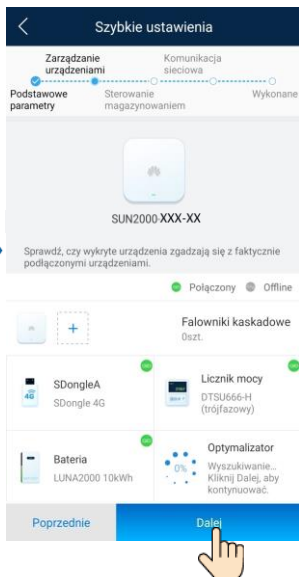 Szybkie ustawienia
Zarządzanie
urządzeniami
Komunikacja
sieciowa
Podstawowe
parametry
Sterowanie
magazynowaniem
Wykonane
SUN2000-XXX-XX
Sprawdź, czy wykryte urządzenia zgadzają się z faktycznie
podłączonymi urządzeniami.
Połączony
Offline
Falowniki kaskadowe
0szt.
4G
SDongleA
SDongle 4G
Licznik mocy
DTSU666-H
(trójfazowy)
Bateria
LUNA2000 10kWh
0%
Optymalizator
Wyszukiwanie...
Kliknij Dalej, aby
kontynuować.
Poprzednie
Dalej